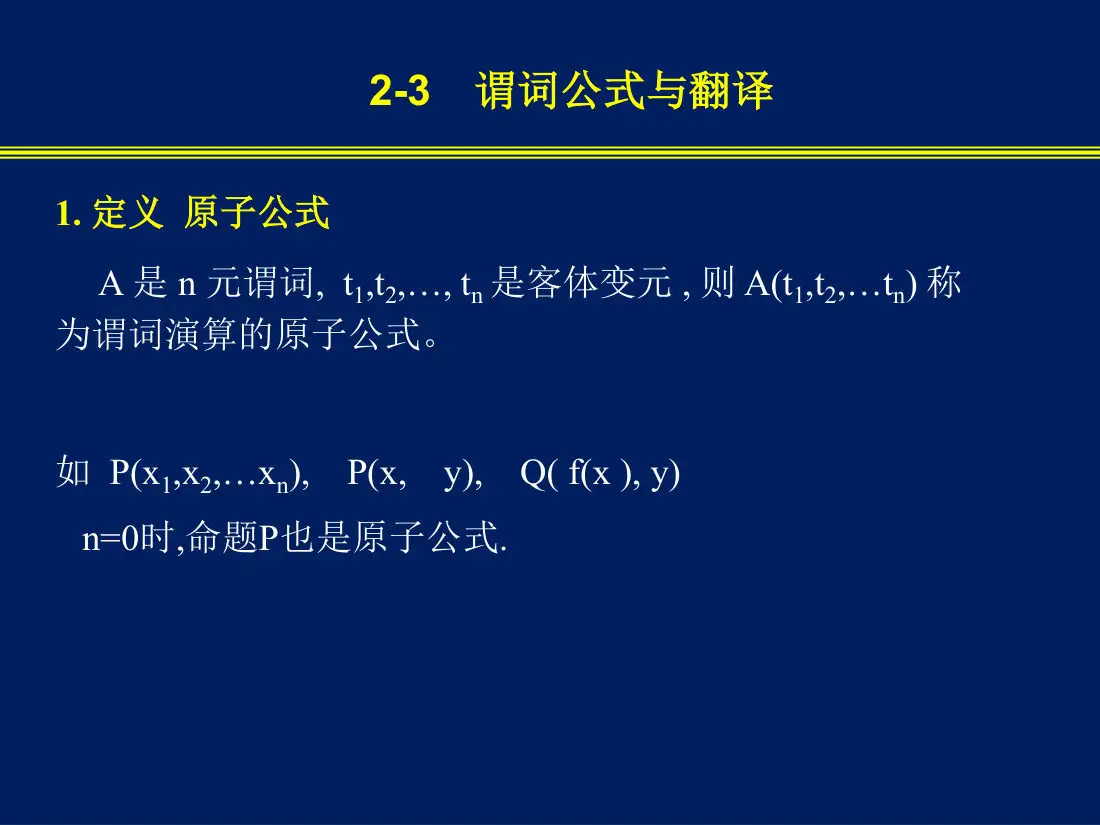 2-3 谓词公式与翻译
1. 定义 原子公式
A 是 n 元谓词, t₁,t₂,…, tₙ 是客体变元 , 则 A(t₁,t₂,…tₙ) 称
为谓词演算的原子公式。
如 P(x₁,x₂,…xₙ), P(x, y), Q( f(x ), y)
n=0时,命题P也是原子公式.